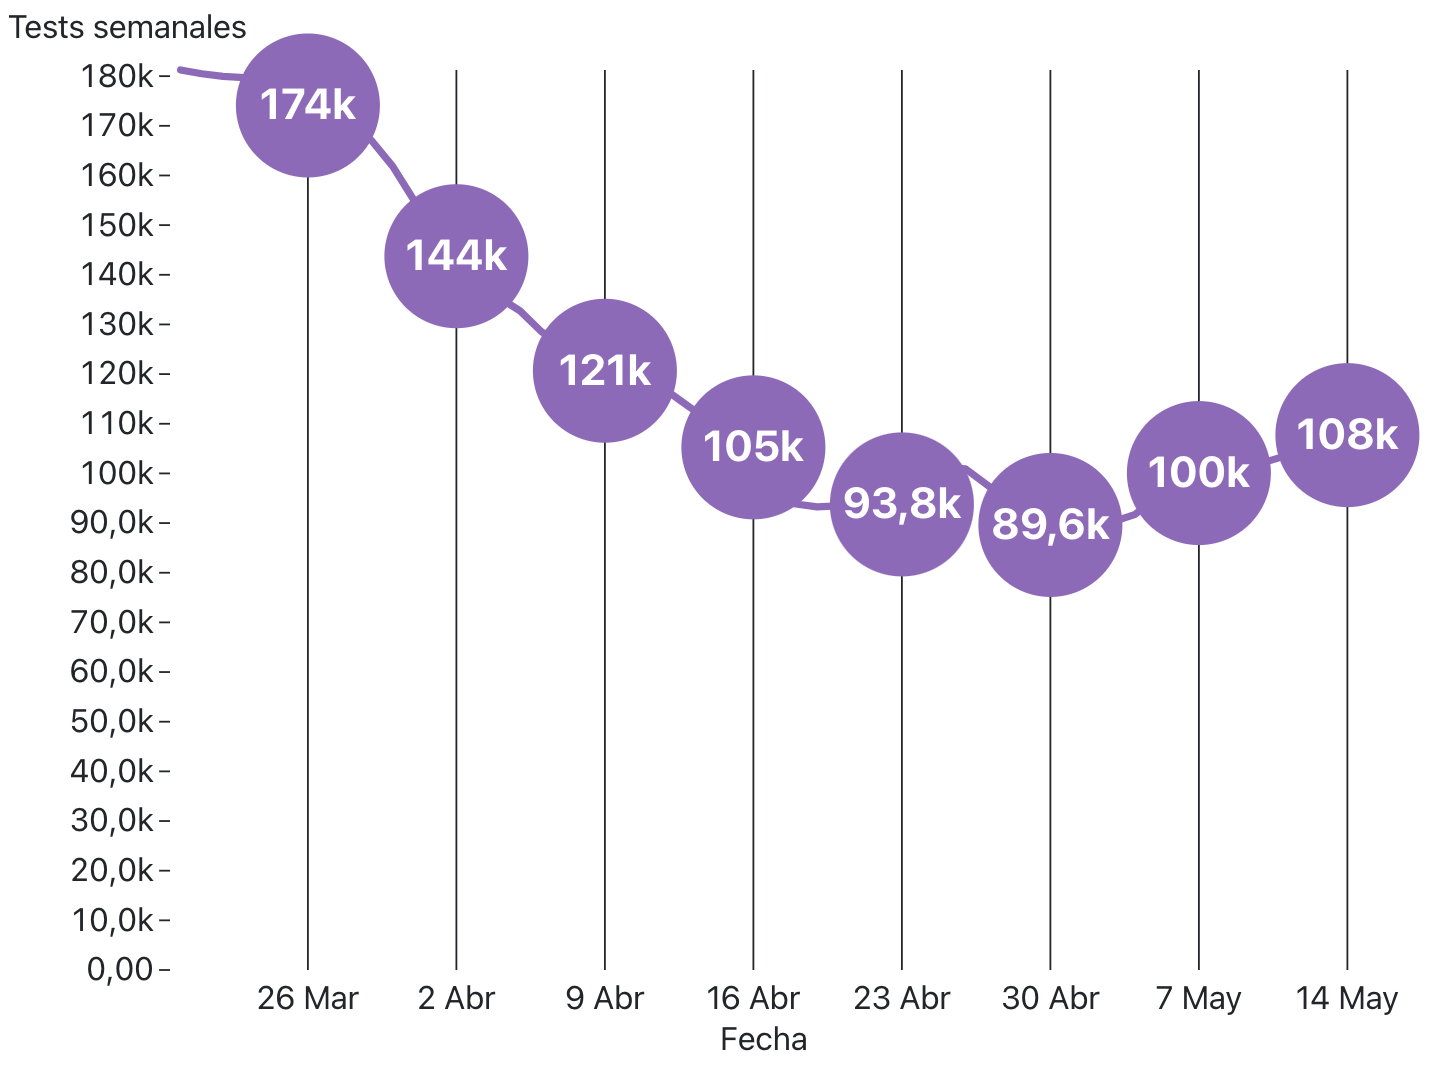 Tests semanales
180k
170k
160k
150k
140k
130k
120k
110k
100k
90,0k
80,0k
70,0k
60,0k
50,0k
40,0k
30,0k
20,0k
10,0k
0,00
174k
144k
121k
105k
93,8k
89,6k
100k
108k
26 Mar 2 Abr 9 Abr 16 Abr 23 Abr 30 Abr 7 May 14 May
Fecha